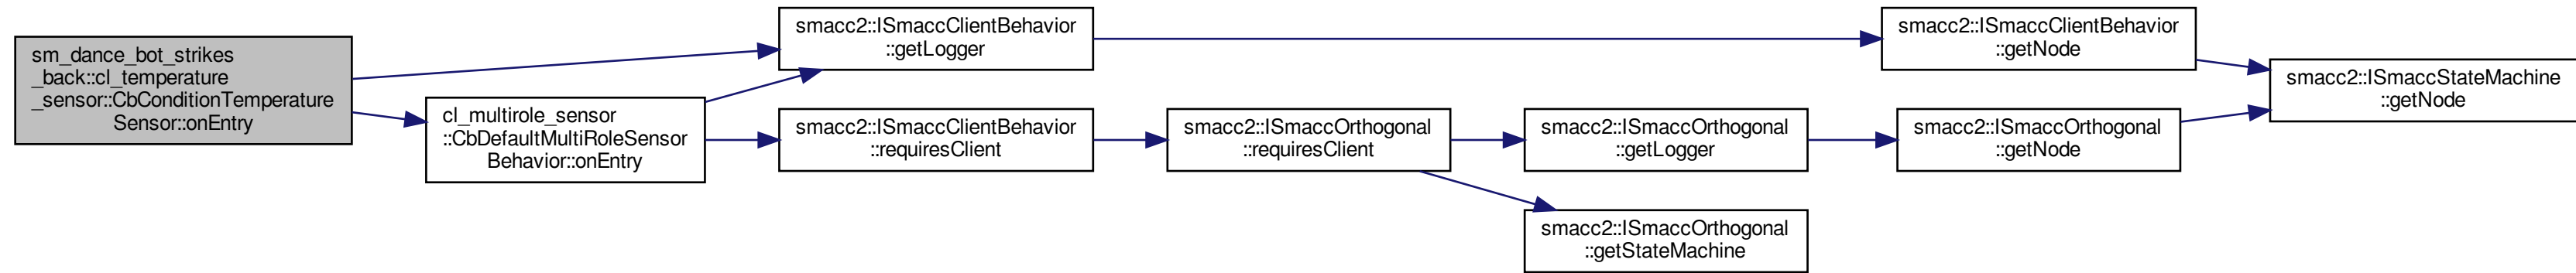 sm_dance_bot_strikes
_back::cl_temperature
_sensor::CbConditionTemperature
Sensor::onEntry
cl_multirole_sensor
::CbDefaultMultiRoleSensor
Behavior::onEntry
smacc2::ISmaccClientBehavior
::getLogger
smacc2::ISmaccClientBehavior
::requiresClient
smacc2::ISmaccOrthogonal
::requiresClient
smacc2::ISmaccOrthogonal
::getLogger
smacc2::ISmaccOrthogonal
::getStateMachine
smacc2::ISmaccClientBehavior
::getNode
smacc2::ISmaccOrthogonal
::getNode
smacc2::ISmaccStateMachine
::getNode